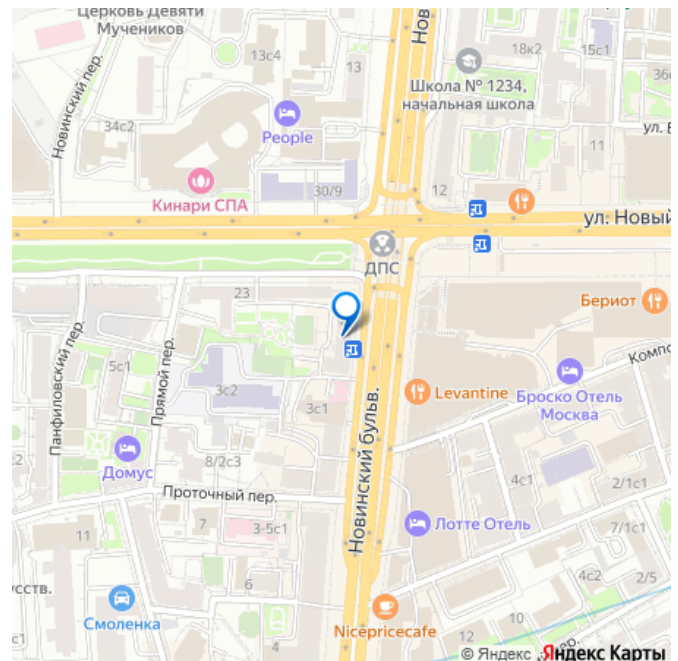 Церковь Девяти
Мучеников
Новинский пер.
13с4
13
Нов
18к2
15с1
36
Школа № 1234,
начальная школа
34с2
People
ул. Б
11
Кинари СПА
30/9
Нов
12
ул. Новый
ДПС
23
Бериот
Панфиловский пер.
Прямой пер.
5с1
3с2
3с1
Levantine
Компо
Броско Отель
Москва
Домус
8/2с3
Новинский бульв.
4с1
2/1с1
Проточный пер.
7
3-5с1
11
Лотте Отель
7/1с1
6
4с2
2/5
усств.
Смоленка
4
Nicepricecafe
10
12
пер.
© Яндекс Яндекс Карты